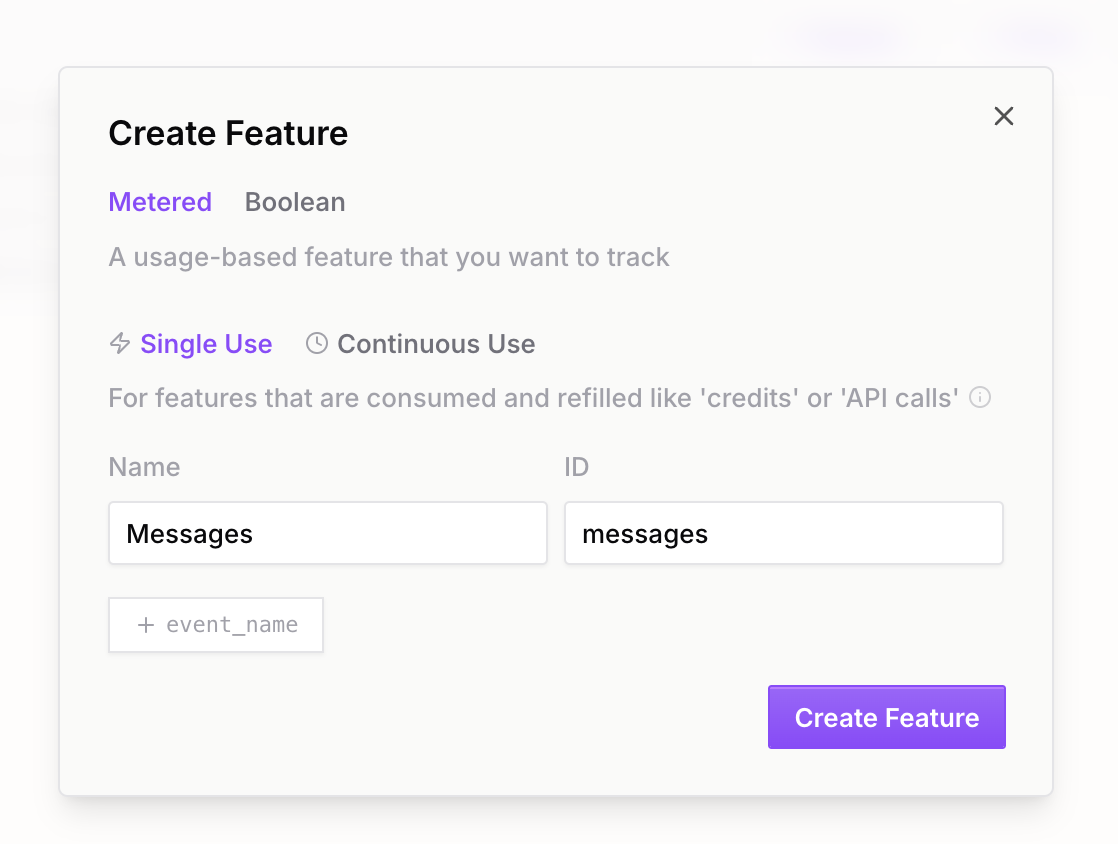 Create Feature
Metered Boolean
A usage-based feature that you want to track
Single Use Continuous Use
For features that are consumed and refilled like 'credits' or 'API calls'
Name ID
Messages messages
+ event_name
Create Feature